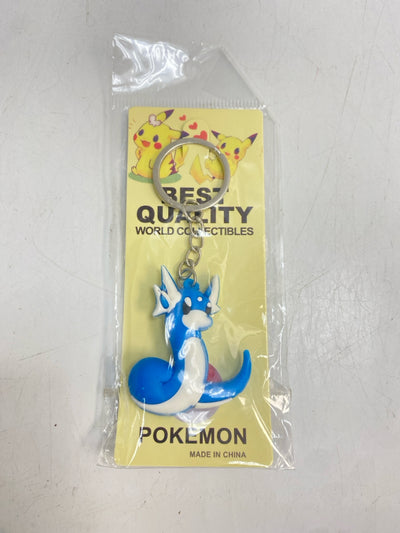 BEST
QUALITY
WORLD COLLECTIBLES
POKEMON
MADE IN CHINA